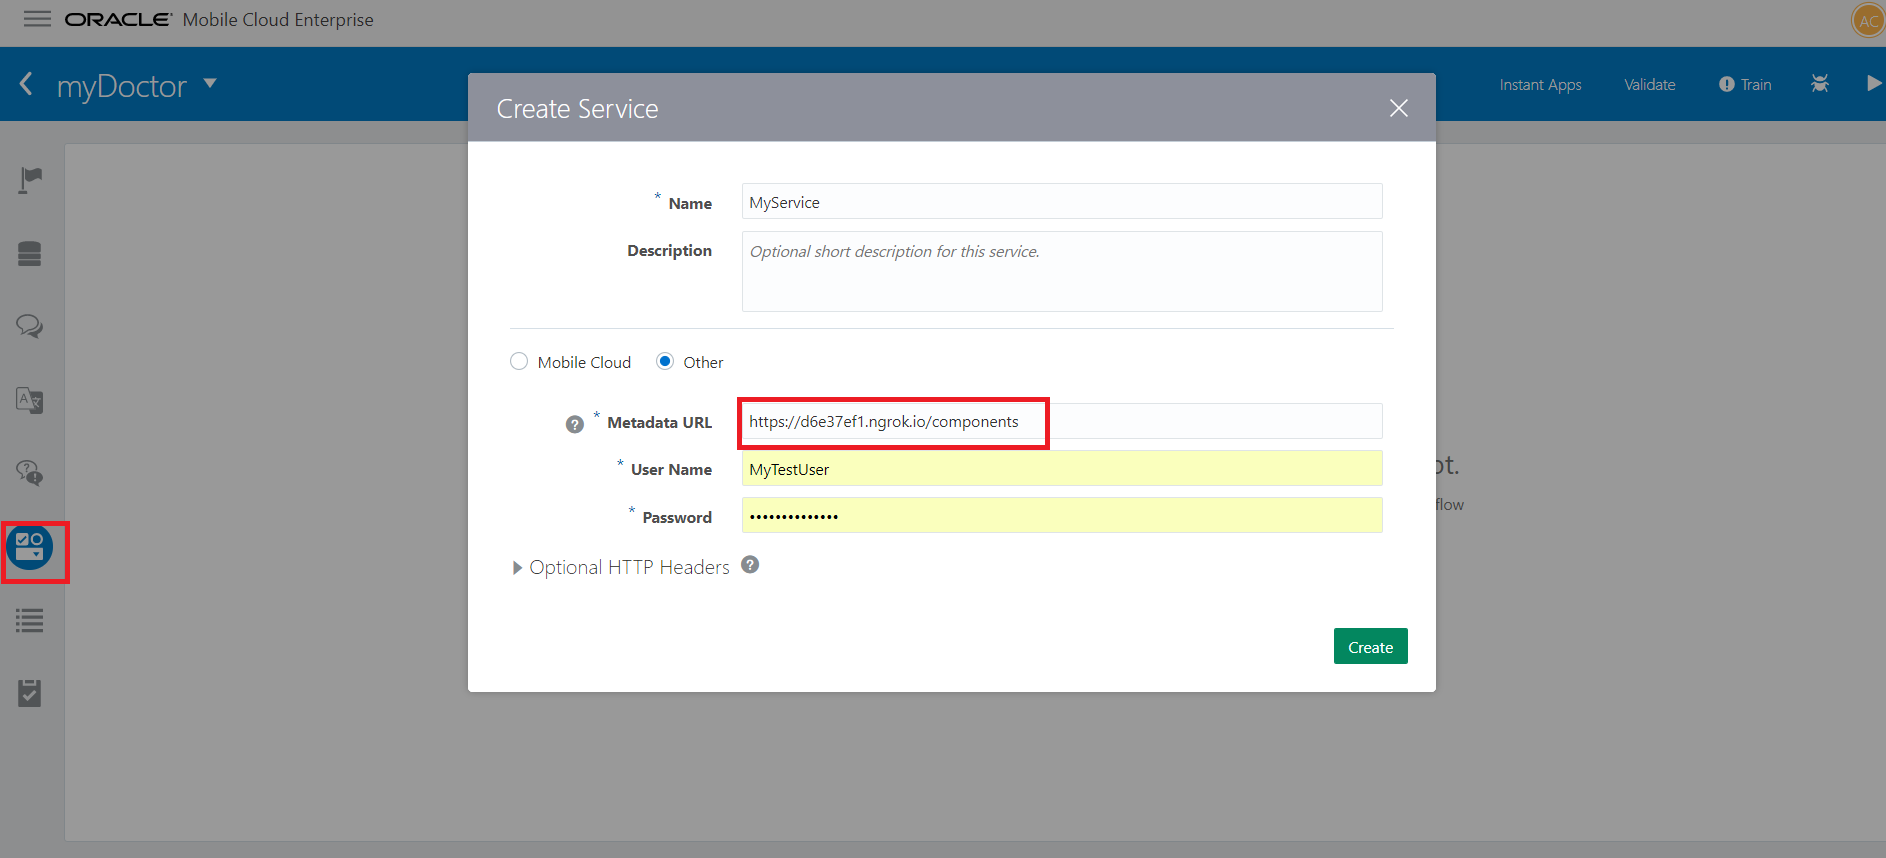 ORACLE Mobile Cloud Enterprise
AC
myDoctor
Instant Apps
Validate
Train
Create Service
* Name
MyService
Description
Optional short description for this service.
Mobile Cloud
Other
* Metadata URL
https://d6e37ef1.ngrok.io/components
* User Name
MyTestUser
* Password
••••••••••••••
Optional HTTP Headers
Create
ot.
flow